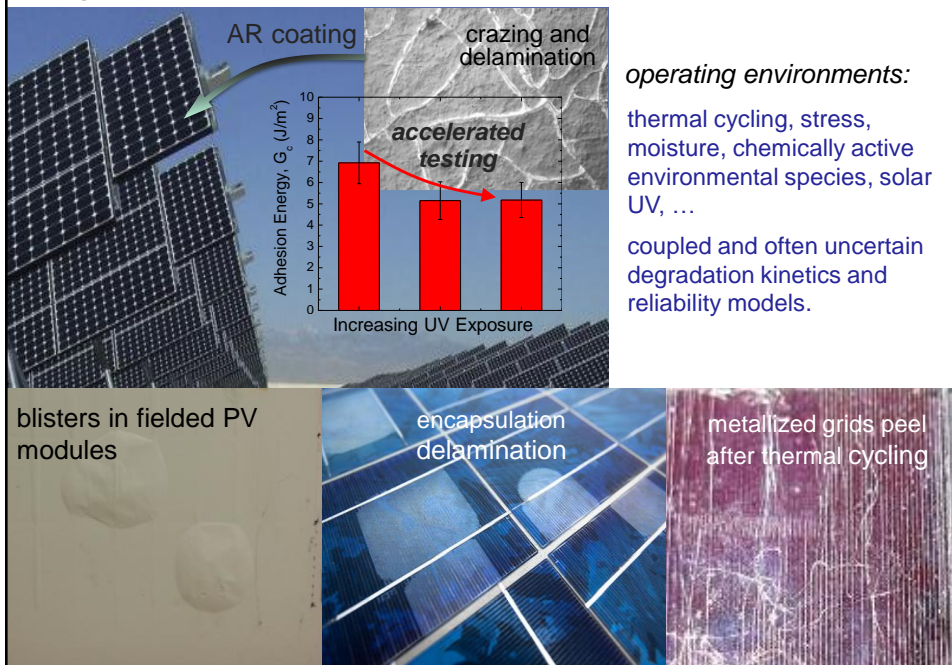 AR coating
crazing and
delamination
accelerated
testing
Adhesion Energy, G_c (J/m²)
10
9
8
7
6
5
4
3
2
1
0
Increasing UV Exposure
operating environments:
thermal cycling, stress,
moisture, chemically active
environmental species, solar
UV, …
coupled and often uncertain
degradation kinetics and
reliability models.
blisters in fielded PV
modules
encapsulation
delamination
metallized grids peel
after thermal cycling